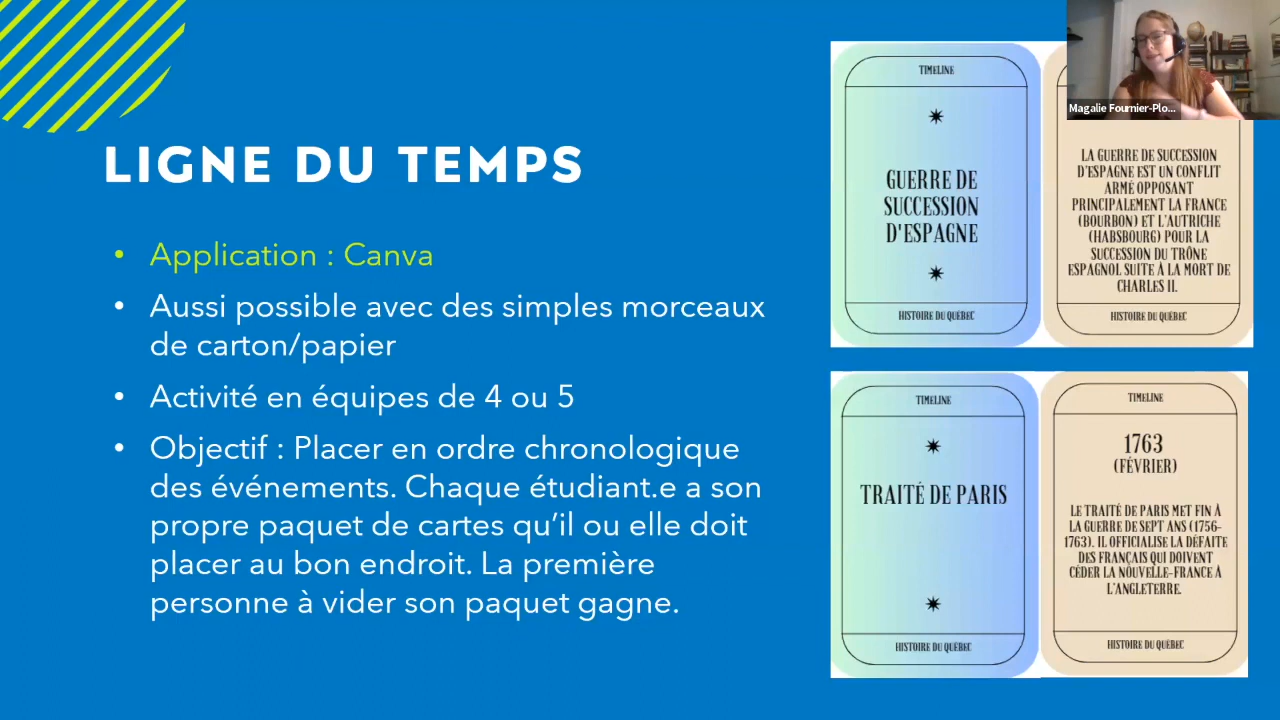 LIGNE DU TEMPS
• Application : Canva
• Aussi possible avec des simples morceaux
de carton/papier
• Activité en équipes de 4 ou 5
• Objectif : Placer en ordre chronologique
des événements. Chaque étudiant.e a son
propre paquet de cartes qu’il ou elle doit
placer au bon endroit. La première
personne à vider son paquet gagne.
TIMELINE
GUERRE DE
SUCCESSION
D'ESPAGNE
HISTOIRE DU QUÉBEC
Magalie Fournier-Plo...
LA GUERRE DE SUCCESSION
D'ESPAGNE EST UN CONFLIT
ARMÉ OPPOSANT
PRINCIPALEMENT LA FRANCE
(BOURBON) ET L'AUTRICHE
(HABSBOURG) POUR LA
SUCCESSION DU TRÔNE
ESPAGNOL SUITE À LA MORT DE
CHARLES II.
HISTOIRE DU QUÉBEC
TIMELINE
TRAITÉ DE PARIS
HISTOIRE DU QUÉBEC
TIMELINE
1763
(FÉVRIER)
LE TRAITÉ DE PARIS MET FIN À
LA GUERRE DE SEPT ANS (1756-
1763). IL OFFICIALISE LA DÉFAITE
DES FRANÇAIS QUI DOIVENT
CÉDER LA NOUVELLE-FRANCE À
L'ANGLETERRE.
HISTOIRE DU QUÉBEC